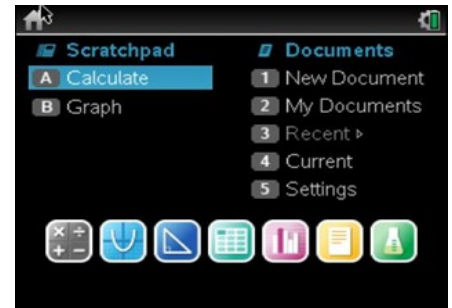 Scratchpad
A Calculate
B Graph
Documents
1 New Document
2 My Documents
3 Recent ▹
4 Current
5 Settings